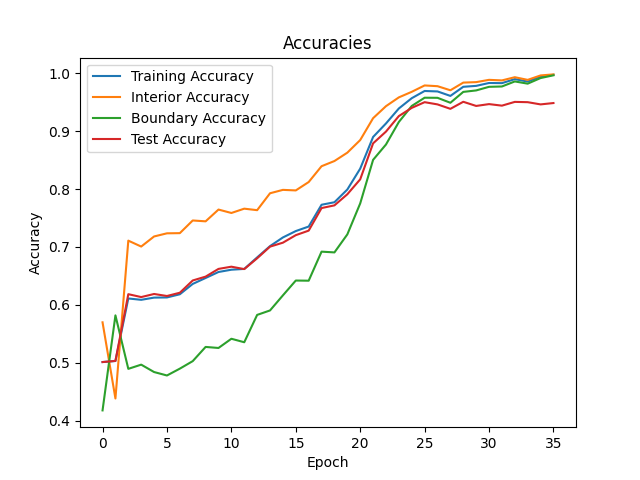 Accuracies
Training Accuracy
Interior Accuracy
Boundary Accuracy
Test Accuracy
1.0
0.9
0.8
0.7
0.6
0.5
0.4
Accuracy
0 5 10 15 20 25 30 35
Epoch